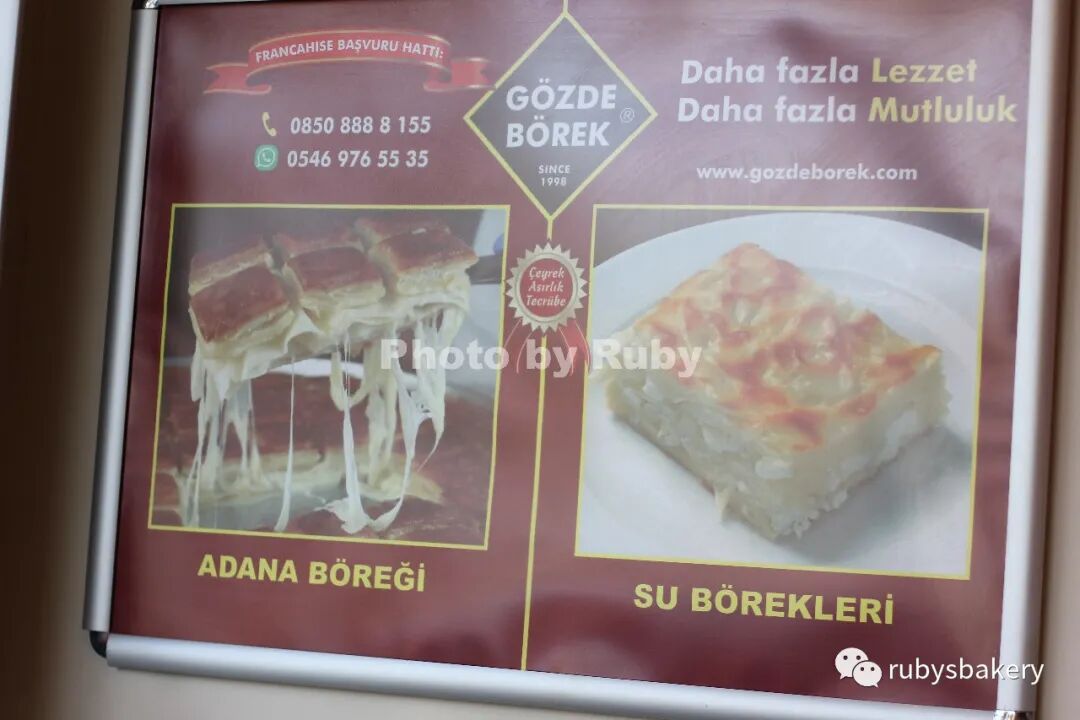 FRANCAHISE BAŞVURU HATTI:
0850 888 8 155
0546 976 55 35
GÖZDE
BÖREK®
SINCE
1998
Daha fazla Lezzet
Daha fazla Mutluluk
www.gozdeborek.com
Çeyrek
Asırlık
Tecrübe
Photo by Ruby
ADANA BÖREĞİ
SU BÖREKLERİ
rubysbakery